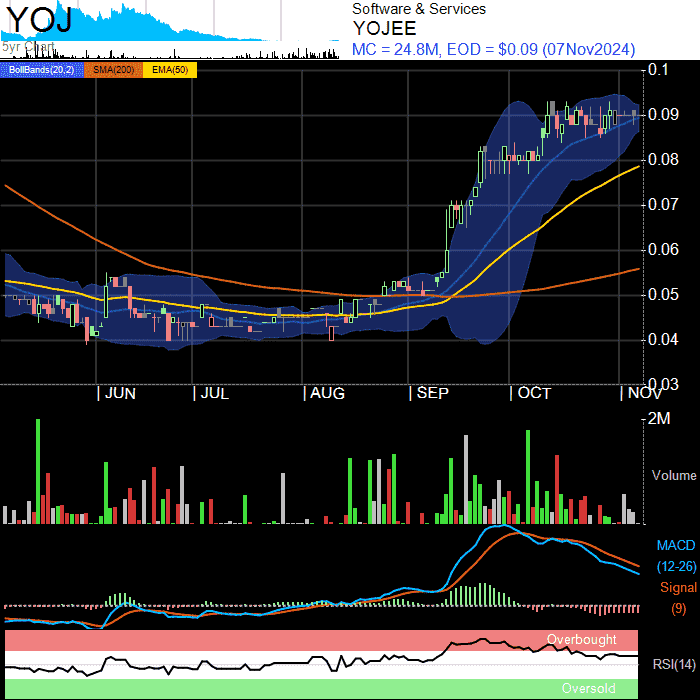 YOJ
5yr Chart
Software & Services
YOJEE
MC = 24.8M, EOD = $0.09 (07Nov2024)
BollBands(20,2) SMA(200) EMA(50)
0.1
0.09
0.08
0.07
0.06
0.05
0.04
0.03
JUN JUL AUG SEP OCT NOV
2M
Volume
MACD
(12-26)
Signal
(9)
Overbought
RSI(14)
Oversold